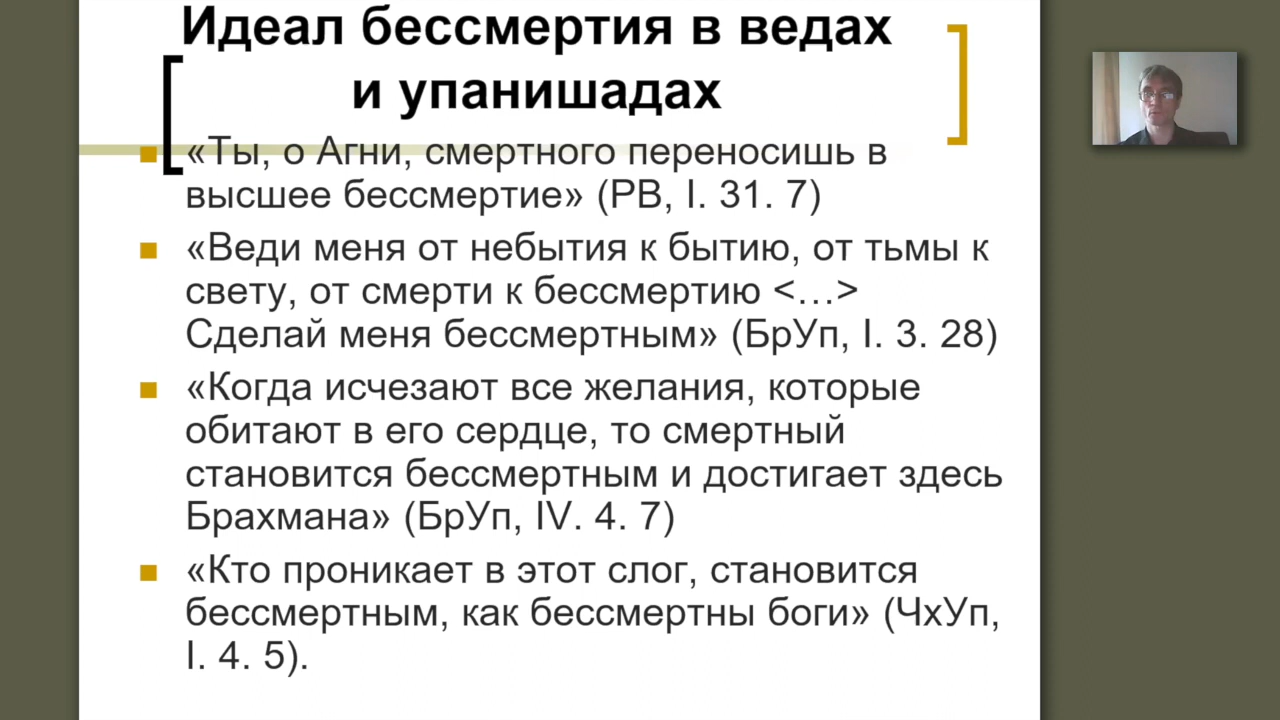 Идеал бессмертия в ведах
и упанишадах
«Ты, о Агни, смертного переносишь в
высшее бессмертие» (РВ, I. 31. 7)
«Веди меня от небытия к бытию, от тьмы к
свету, от смерти к бессмертию <…>
Сделай меня бессмертным» (БрУп, I. 3. 28)
«Когда исчезают все желания, которые
обитают в его сердце, то смертный
становится бессмертным и достигает здесь
Брахмана» (БрУп, IV. 4. 7)
«Кто проникает в этот слог, становится
бессмертным, как бессмертны боги» (ЧхУп,
I. 4. 5).